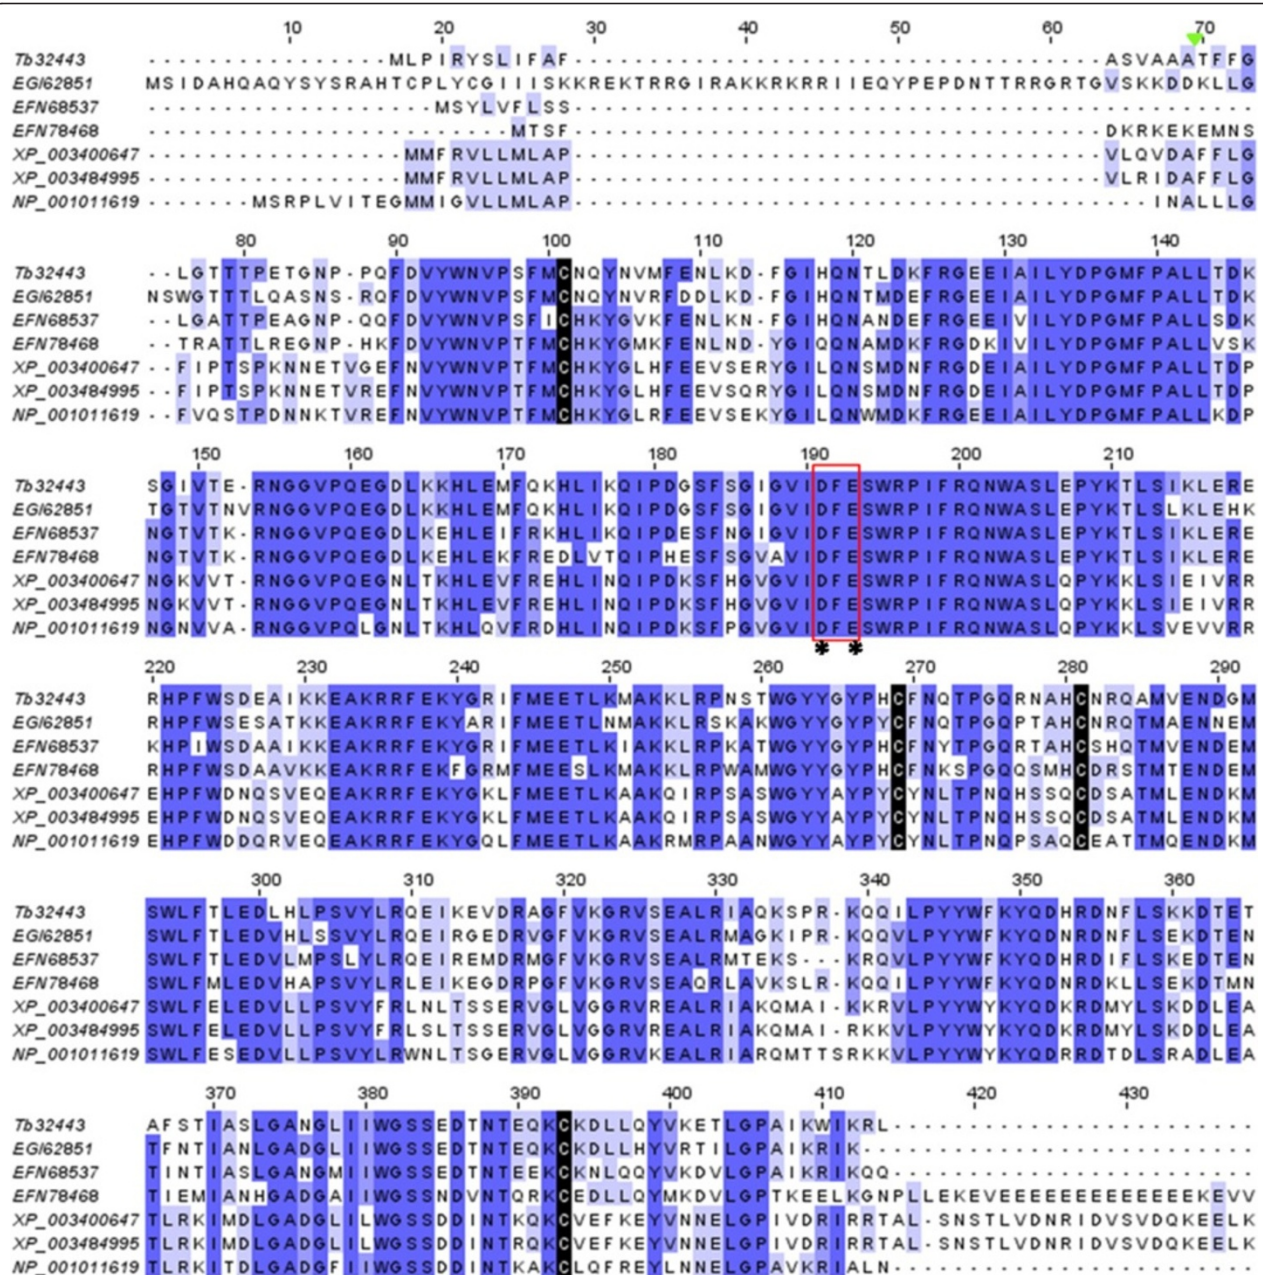 10 20 30 40 50 60 70
Tb32443 ················MLPIRYSLIFAF···································ASVAAATFFG
EGI62851 MSIDAHQAQYSYSRAHTCPLYCGIIISKKREKTRRGIRAKKRKRRIIEQYPEPDNTTRRGRTGVSKKDDKLLG
EFN68537 ···················MSYLVFLSS·············································
EFN78468 ························MTSF···································DKRKEKEMNS
XP_003400647 ·················MMFRVLLMLAP···································VLQVDAFFLG
XP_003484995 ·················MMFRVLLMLAP···································VLRIDAFFLG
NP_001011619 ·······MSRPLVITEGMMIGVLLMLAP······································INALLLG
80 90 100 110 120 130 140
Tb32443 ··LGTTTPETGNP-PQFDVYWNVPSFMCNQYNVMFENLKD-FGIHQNTLDKFRGEEIAILYDPGMFPALLTDK
EGI62851 NSWGTTTLQASNS-RQFDVYWNVPSFMCNQYNVRFDDLKD-FGIHQNTMDEFRGEEIAILYDPGMFPALLTDK
EFN68537 ··LGATTPEAGNP-QQFDVYWNVPSFICHKYGVKFENLKN-FGIHQNANDEFRGEEIVILYDPGMFPALLSDK
EFN78468 ··TRATTLREGNP-HKFDVYWNVPSFMCHKYGMKFENLND-YGIQQNAMDKFRGDKIVILYDPGMFPALLVSK
XP_003400647 ··FIPTSPKNNETVGEFNVYWNVPTFMCHKYGLHFEEVSERYGILQNSMDNFRGDEIAILYDPGMFPALLTDP
XP_003484995 ··FIPTSPKNNETVREFNVYWNVPTFMCHKYGLHFEEVSERYGILQNSMDNFRGDEIAILYDPGMFPALLTDP
NP_001011619 ··FVQSTPDNNKTVREFNVYWNVPTFMCHKYGLRFEEVSEKYGILQNWMDKFRGEEIAILYDPGMFPALLKDP
150 160 170 180 190 200 210
Tb32443 SGIVTE-RNGGVPQEGDLKKHLEMFQKHLIKQIPDGSFSGIGVIDFESWRPIFRQNWASLEPYKTLSIKLERE
EGI62851 TGTVTNVRNGGVPQEGDLKKHLEMFQKHLIKQIPDGSFSGIGVIDFESWRPIFRQNWASLEPYKTLSLKLEHK
EFN68537 NGTVTK-RNGGVPQEGDLKEHLEIFRKHLIKQIPDESFNGIGVIDFESWRPIFRQNWASLEPYKTLSIKLERE
EFN78468 NGTVTK-RNGGVPQEGDLKEHLEKFREDLVTQIPHESFSGVAVIDFESWRPIFRQNWASLEPYKTLSIKLERE
XP_003400647 NGKVVT-RNGGVPQEGNLTKHLEVFREHLINQIPDKSFHGVGVIDFESWRPIFRQNWASLQPYKKLSIEIVRR
XP_003484995 NGKVVT-RNGGVPQEGNLTKHLEVFREHLINQIPDKSFHGVGVIDFESWRPIFRQNWASLQPYKKLSIEIVRR
NP_001011619 NGNVVA-RNGGVPQLGNLTKHLQVFRDHLINQIPDKSFPGVGVIDFESWRPIFRQNWASLQPYKKLSVEVVRR
* *
220 230 240 250 260 270 280 290
Tb32443 RHPFWSDEAIKKEAKRRFEKYGRIFMEETLKMAKKLRPNSTWGYYGYPHCFNQTPGQRNAHCNRQAMVENDGM
EGI62851 RHPFWSESATKKEAKRRFEKYARIFMEETLNMAKKLRSKAKWGYYGYPYCFNQTPGQPTAHCNRQTMAENNEM
EFN68537 KHPIWSDAAIKKEAKRRFEKYGRIFMEETLKIAKKLRPKATWGYYGYPHCFNYTPGQRTAHCSHQTMVENDEM
EFN78468 RHPFWSDAAVKKEAKRRFEKFGRMFMEESLKMAKKLRPWAMWGYYGYPHCFNKSPGQQSMHCDRSTMTENDEM
XP_003400647 EHPFWDNQSVEQEAKRRFEKYGKLFMEETLKAAKQIRPSASWGYYAYPYCYNLTPNQHSSQCDSATMLENDKM
XP_003484995 EHPFWDNQSVEQEAKRRFEKYGKLFMEETLKAAKQIRPSASWGYYAYPYCYNLTPNQHSSQCDSATMLENDKM
NP_001011619 EHPFWDDQRVEQEAKRRFEKYGQLFMEETLKAAKRMRPAANWGYYAYPYCYNLTPNQPSAQCEATTMQENDKM
300 310 320 330 340 350 360
Tb32443 SWLFTLEDLHLPSVYLRQEIKEVDRAGFVKGRVSEALRIAQKSPR-KQQILPYYWFKYQDHRDNFLSKKDTET
EGI62851 SWLFTLEDVHLSSVYLRQEIRGEDRVGFVKGRVSEALRMAGKIPR-KQQVLPYYWFKYQDNRDNFLSEKDTEN
EFN68537 SWLFTLEDVLMPSLYLRQEIREMDRMGFVKGRVSEALRMTEKS---KRQVLPYYWFKYQDHRDIFLSKEDTEN
EFN78468 SWLFMLEDVHAPSVYLRLEIKEGDRPGFVKGRVSEAQRLAVKSLR-KQQILPYYWFKYQDNRDKLLSEKDTMN
XP_003400647 SWLFELEDVLLPSVYFRLNLTSSERVGLVGGRVREALRIAKQMAI-KKRVLPYYWYKYQDKRDMYLSKDDLEA
XP_003484995 SWLFELEDVLLPSVYFRLSLTSSERVGLVGGRVREALRIAKQMAI-RKKVLPYYWYKYQDKRDMYLSKDDLEA
NP_001011619 SWLFESEDVLLPSVYLRWNLTSGERVGLVGGRVKEALRIARQMTTSRKKVLPYYWYKYQDRRDTDLSRADLEA
370 380 390 400 410 420 430
Tb32443 AFSTIASLGANGLIIWGSSEDTNTEQKCKDLLQYVKETLGPAIKWIKRL························
EGI62851 TFNTIANLGADGLIIWGSSEDTNTEQKCKDLLHYVRTILGPAIKRIK··························
EFN68537 TINTIASLGANGMIIWGSSEDTNTEEKCKNLQQYVKDVLGPAIKRIKQQ························
EFN78468 TIEMIANHGADGAIIWGSSNDVNTQRKCEDLLQYMKDVLGPTKEELKGNPLLEKEVEEEEEEEEEEEEEKEVV
XP_003400647 TLRKIMDLGADGLILWGSSDDINTKQKCVEFKEYVNNELGPIVDRIRRTAL-SNSTLVDNRIDVSVDQKEELK
XP_003484995 TLRKIMDLGADGLILWGSSDDINTRQKCVEFKEYVNNELGPIVDRIRRTAL-SNSTLVDNRIDVSVDQKEELK
NP_001011619 TLRKITDLGADGFIIWGSSDDINTKAKCLQFREYLNNELGPAVKRIALN························